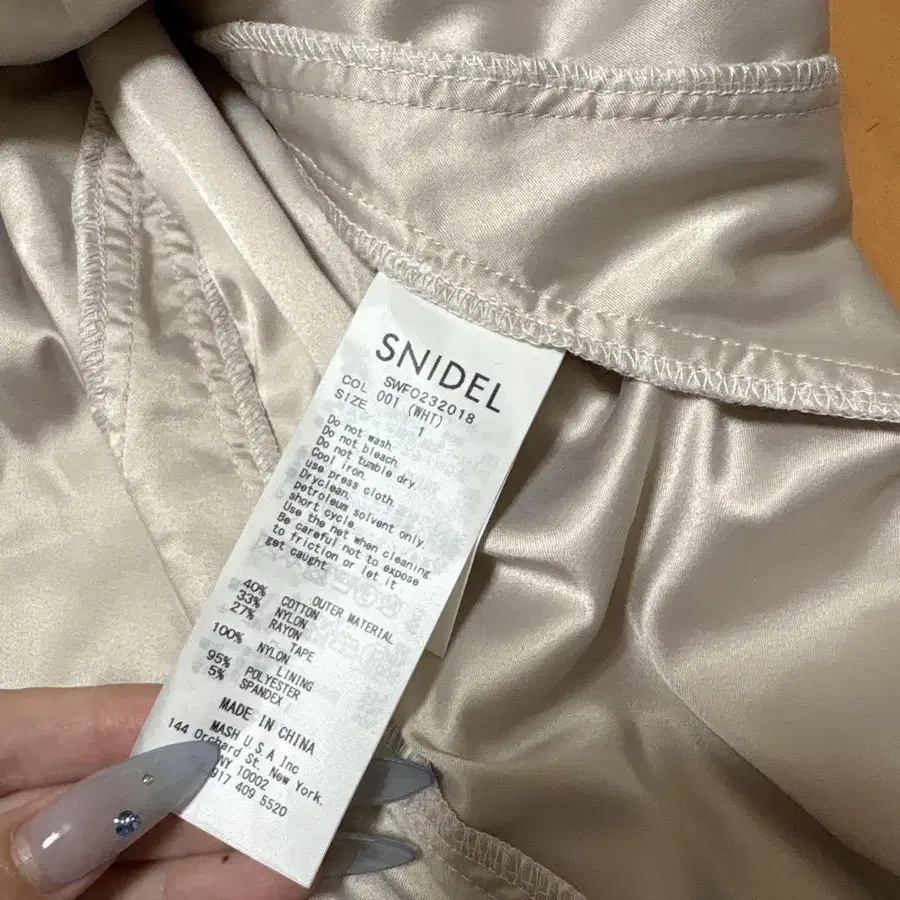 SNIDEL
SWFO232018
COL 001 (WHT)
SIZE 1
Do not wash
Do not bleach
Do not tumble dry.
Cool iron.
use press cloth.
Dryclean.
petroleum solvent only.
short cycle.
Use the net when cleaning.
Be careful not to expose
to friction or let it
get caught.
OUTER MATERIAL
40% COTTON
33% NYLON
27% RAYON
TAPE
100% NYLON
LINING
95% POLYESTER
5% SPANDEX
MADE IN CHINA
MASH U.S.A Inc
144 Orchard St. New York.
NY 10002
917 409 5520